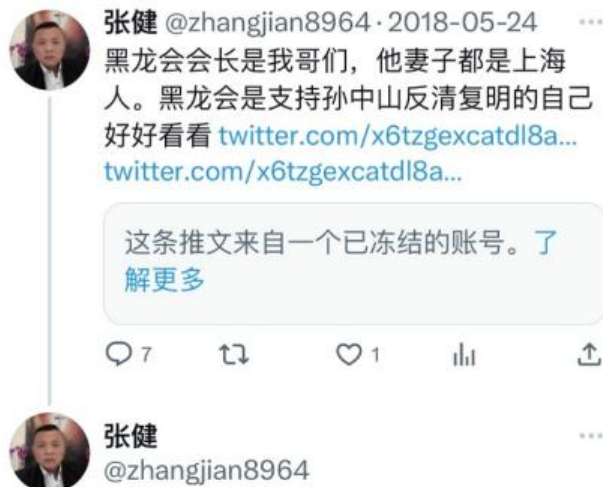 张健 @zhangjian8964·2018-05-24
黑龙会会长是我哥们，他妻子都是上海
人。黑龙会是支持孙中山反清复明的自己
好好看看 twitter.com/x6tzgexcatdl8a...
twitter.com/x6tzgexcatdl8a...
这条推文来自一个已冻结的账号。了
解更多
7 1
张健
@zhangjian8964